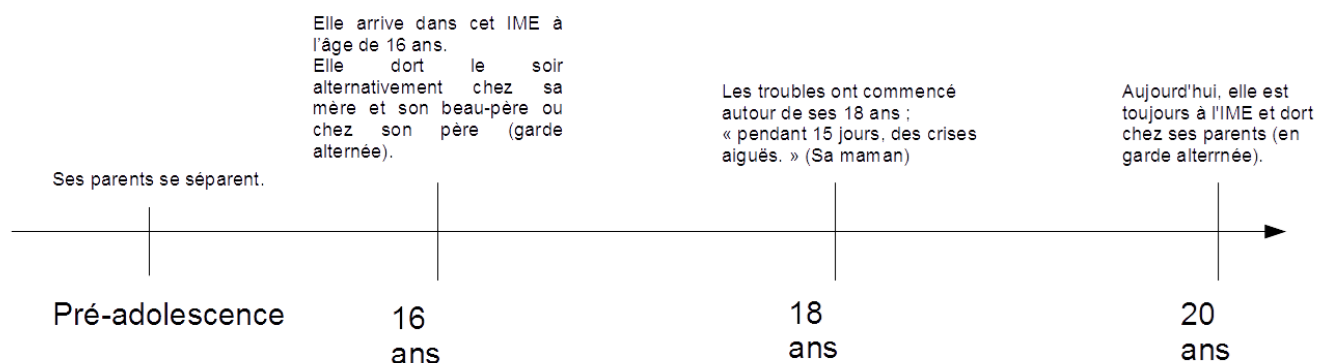 Elle arrive dans cet IME à
l'âge de 16 ans.
Elle dort le soir
alternativement chez sa
mère et son beau-père ou
chez son père (garde
alternée).
Les troubles ont commencé
autour de ses 18 ans ;
« pendant 15 jours, des crises
aiguës. » (Sa maman)
Aujourd'hui, elle est
toujours à l'IME et dort
chez ses parents (en
garde alterrnée).
Ses parents se séparent.
Pré-adolescence
16
ans
18
ans
20
ans